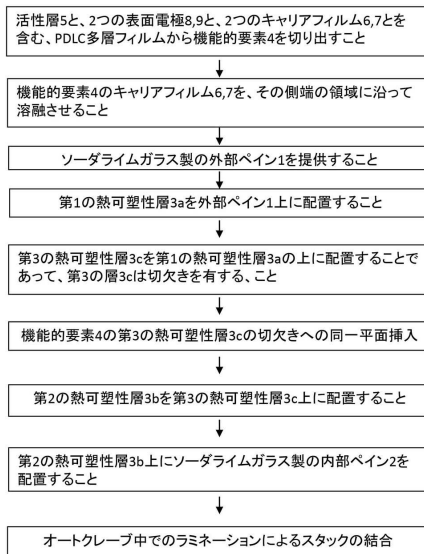 活性層5と、2つの表面電極8,9と、2つのキャリアフィルム6,7とを
含む、PDLC多層フィルムから機能的要素4を切り出すこと
機能的要素4のキャリアフィルム6,7を、その側端の領域に沿って
溶融させること
ソーダライムガラス製の外部ペイン1を提供すること
第1の熱可塑性層3aを外部ペイン1上に配置すること
第3の熱可塑性層3cを第1の熱可塑性層3aの上に配置することで
あって、第3の層3cは切欠きを有する、こと
機能的要素4の第3の熱可塑性層3cの切欠きへの同一平面挿入
第2の熱可塑性層3bを第3の熱可塑性層3c上に配置すること
第2の熱可塑性層3b上にソーダライムガラス製の内部ペイン2を
配置すること
オートクレーブ中でのラミネーションによるスタックの結合